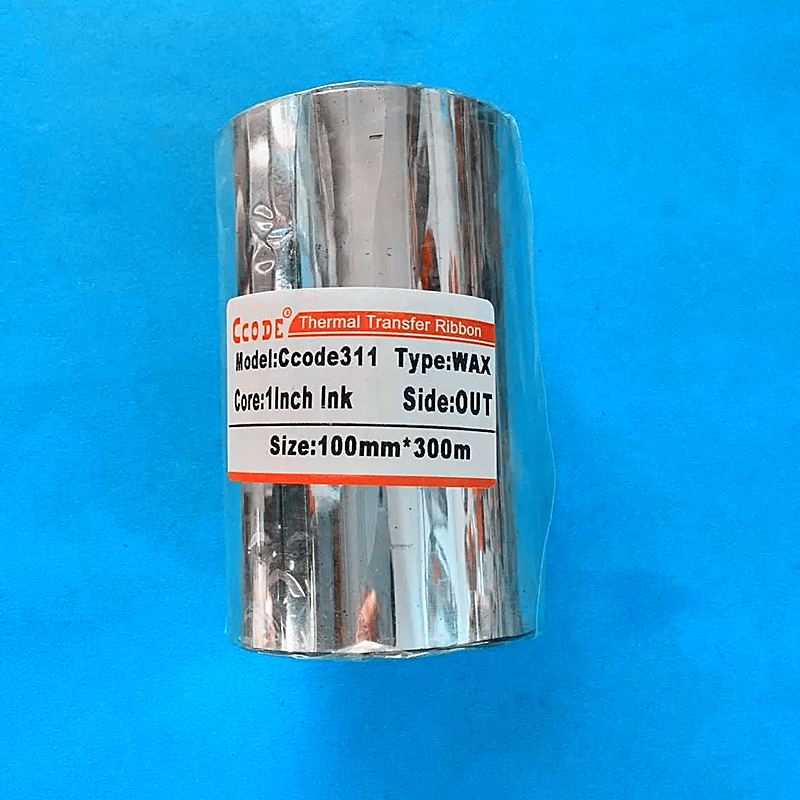 CCODE® Thermal Transfer Ribbon
Model:Ccode311 Type:WAX
Core:1Inch Ink Side:OUT
Size:100mm*300m